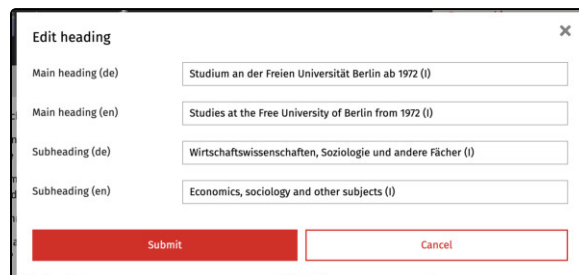 Edit heading
Main heading (de) Studium an der Freien Universität Berlin ab 1972 (I)
Main heading (en) Studies at the Free University of Berlin from 1972 (I)
Subheading (de) Wirtschaftswissenschaften, Soziologie und andere Fächer (I)
Subheading (en) Economics, sociology and other subjects (I)
Submit Cancel